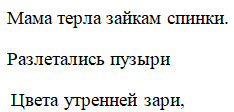 Мама терла зайкам спинки.
Разлетались пузыри
Цвета утренней зари,